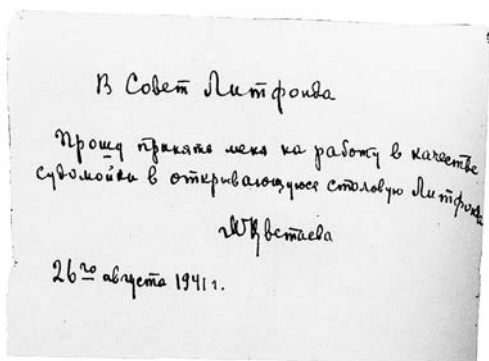 В Совет Литфонда
Прошу принять меня на работу в качестве
судомойки в открывающуюся столовую Литфонда
МЦветаева
26го августа 1941 г.